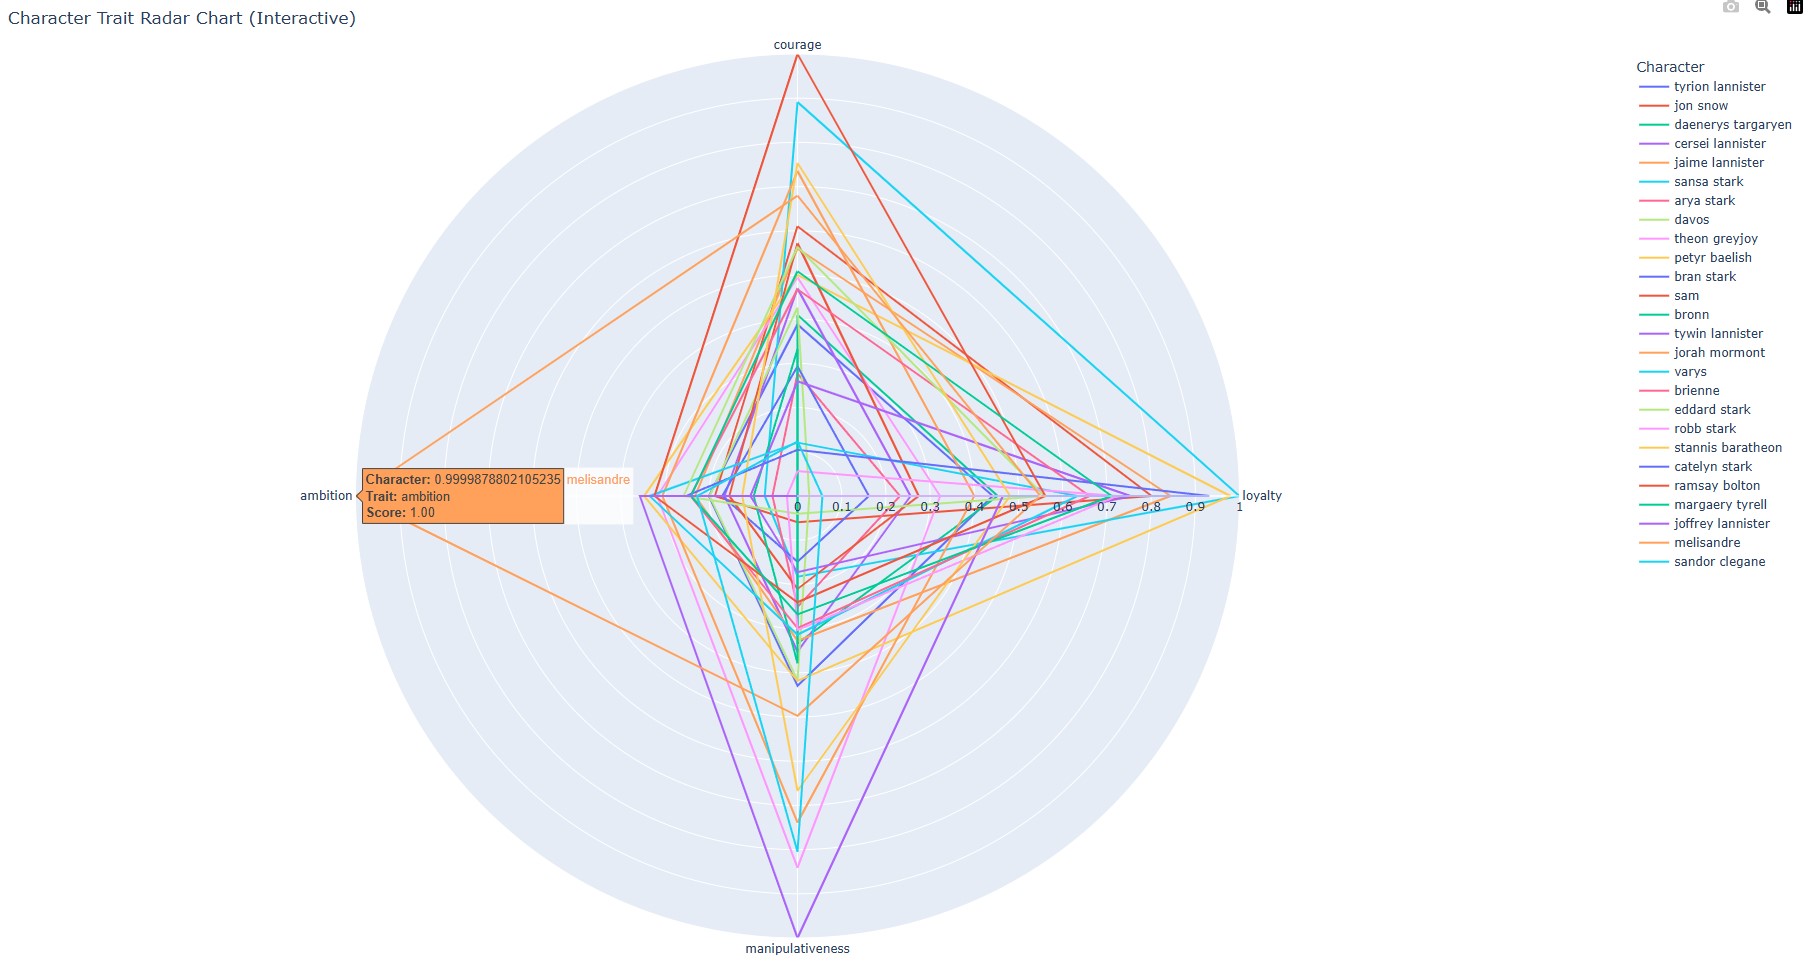 Character Trait Radar Chart (Interactive)
courage
Character
tyrion lannister
jon snow
daenerys targaryen
cersei lannister
jaime lannister
sansa stark
arya stark
davos
theon greyjoy
petyr baelish
bran stark
sam
bronn
tywin lannister
jorah mormont
varys
brienne
eddard stark
robb stark
stannis baratheon
catelyn stark
ramsay bolton
margaery tyrell
joffrey lannister
melisandre
sandor clegane
ambition
Character: 0.9999878802105235 melisandre
Trait: ambition
Score: 1.00
loyalty
0 0.1 0.2 0.3 0.4 0.5 0.6 0.7 0.8 0.9 1
manipulativeness